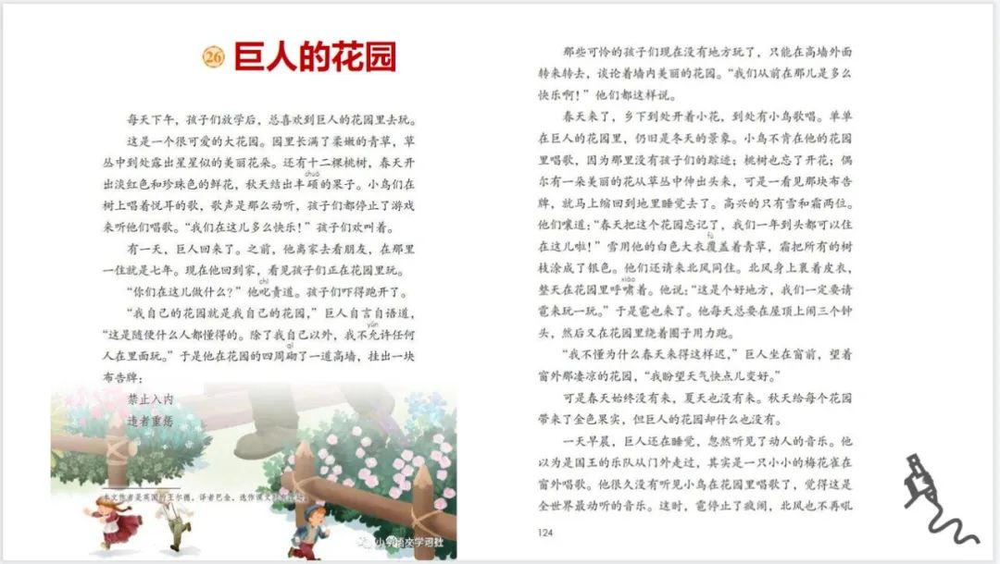 26 巨人的花园
每天下午，孩子们放学后，总喜欢到巨人的花园里去玩。
这是一个很可爱的大花园。园里长满了柔嫩的青草，草
丛中到处露出星星似的美丽花朵。还有十二棵桃树，春天开
出淡红色和珍珠色的鲜花，秋天结出丰硕的果子。小鸟们在
shuò
树上唱着悦耳的歌，歌声是那么动听，孩子们都停止了游戏
来听他们唱歌。“我们在这儿多么快乐！”孩子们欢叫着。
有一天，巨人回来了。之前，他离家去看朋友，在那里
一住就是七年。现在他回到家，看见孩子们正在花园里玩。
chì
“你们在这儿做什么？”他叱责道。孩子们吓得跑开了。
“我自己的花园就是我自己的花园，”巨人自言自语道，
yǔn
“这是随便什么人都懂得的。除了我自己以外，我不允许任何
qì
人在里面玩。”于是他在花园的四周砌了一道高墙，挂出一块
布告牌：
禁止入内
违者重惩
本文作者是英国的王尔德，译者巴金，选作课文时有改动。
小学语文学习社
那些可怜的孩子们现在没有地方玩了，只能在高墙外面
转来转去，谈论着墙内美丽的花园。“我们从前在那儿是多么
快乐啊！”他们都这样说。
春天来了，乡下到处开着小花，到处有小鸟歌唱。单单
在巨人的花园里，仍旧是冬天的景象。小鸟不肯在他的花园
里唱歌，因为那里没有孩子们的踪迹；桃树也忘了开花；偶
尔有一朵美丽的花从草丛中伸出头来，可是一看见那块布告
牌，就马上缩回到地里睡觉去了。高兴的只有雪和霜两位。
他们嚷道：“春天把这个花园忘记了，我们一年到头都可以住
fù
在这儿啦！”雪用他的白色大衣覆盖着青草，霜把所有的树
枝涂成了银色。他们还请来北风同住。北风身上裹着皮衣，
xiào
整天在花园里呼啸着。他说：“这是个好地方，我们一定要请
雹来玩一玩。”于是雹也来了。他每天总要在屋顶上闹三个钟
头，然后又在花园里绕着圈子用力跑。
“我不懂为什么春天来得这样迟，”巨人坐在窗前，望着
窗外那凄凉的花园，“我盼望天气快点儿变好。”
可是春天始终没有来，夏天也没有来。秋天给每个花园
带来了金色果实，但巨人的花园却什么也没有。
一天早晨，巨人还在睡觉，忽然听见了动人的音乐。他
以为是国王的乐队从门外走过，其实是一只小小的梅花雀在
窗外唱歌。他很久没有听见小鸟在花园里唱歌了，觉得这是
全世界最动听的音乐。这时，雹停止了疯闹，北风也不再吼
124